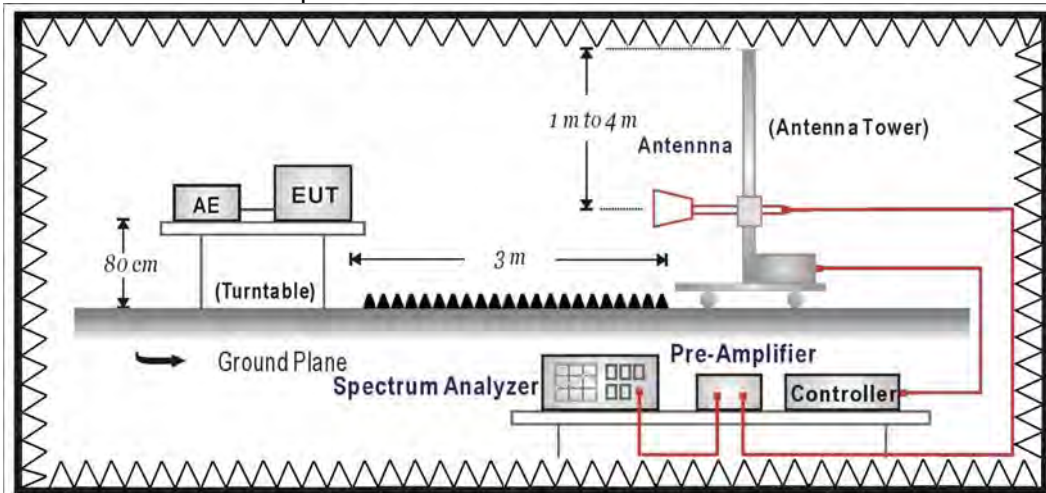 1 m to 4 m
Antennna
(Antenna Tower)
AE
EUT
80 cm
3 m
(Turntable)
Ground Plane
Spectrum Analyzer
Pre-Amplifier
Controller